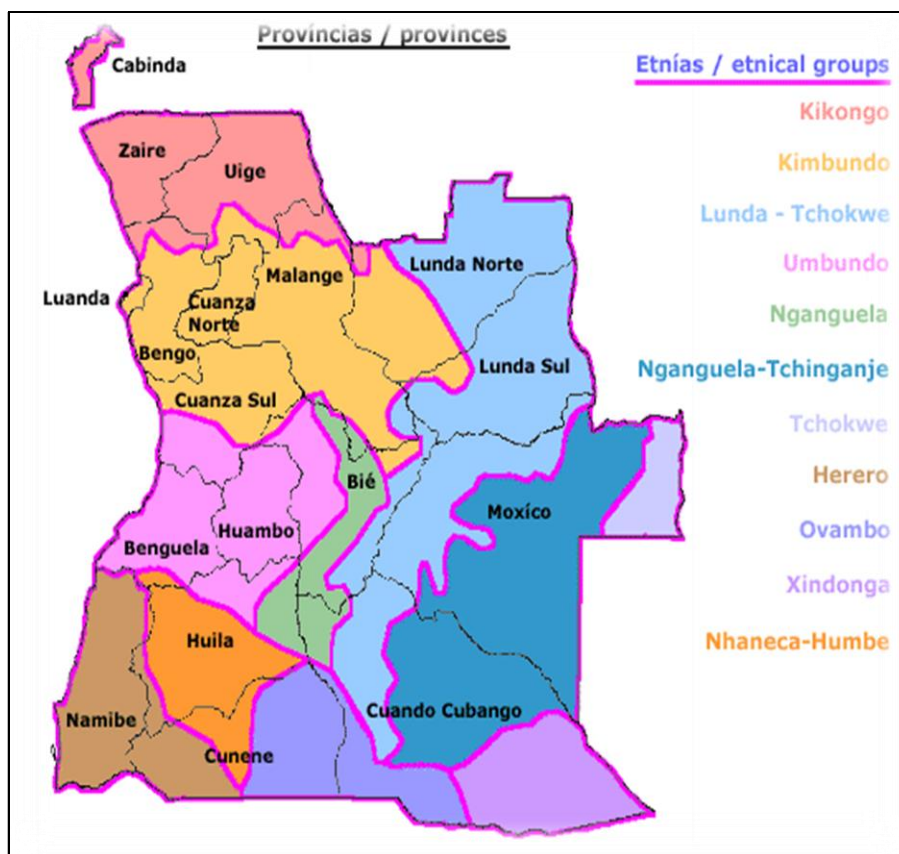 Províncias / provinces
Cabinda
Etnías / etnical groups
Kikongo
Zaire
Kimbundo
Uige
Lunda - Tchokwe
Lunda Norte
Umbundo
Malange
Luanda
Cuanza
Norte
Nganguela
Bengo
Lunda Sul
Nganguela-Tchinganje
Cuanza Sul
Tchokwe
Bié
Herero
Moxíco
Huambo
Ovambo
Benguela
Xindonga
Huila
Nhaneca-Humbe
Cuando Cubango
Namibe
Cunene